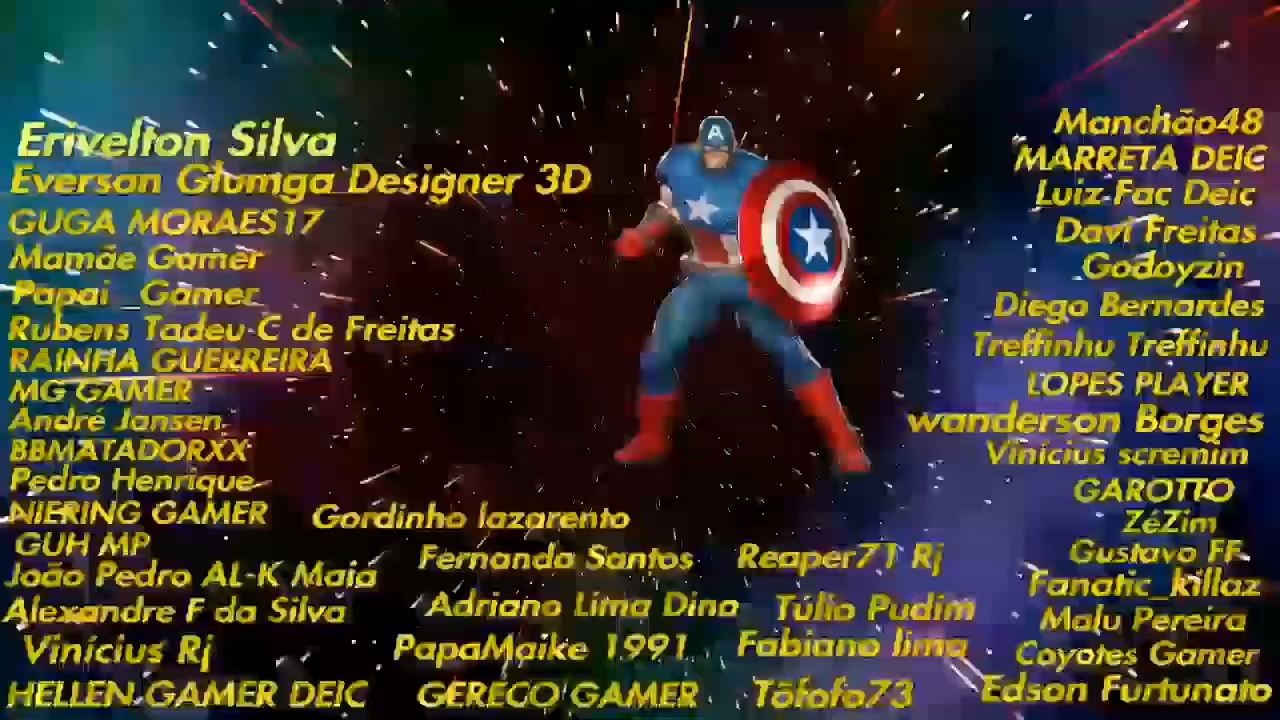 Erivelton Silva
Eversan Glumga Designer 3D
GUGA MORAES17
Mamãe Gamer
Papai _Gamer
Rubens Tadeu C de Freitas
RAINHA GUERREIRA
MG GAMER
André Jansen
BBMATADORXX
Pedro Henrique
NIERING GAMER
GUH MP
João Pedro AL-K Maia
Alexandre F da Silva
Vinícius Rj
HELLEN GAMER DEIC
Gordinho lazarento
Fernanda Santos
Adriano Lima Dino
PapaMaike 1991
GERECO GAMER
Reaper71 Rj
Túlio Pudim
Fabiano lima
Tôfofo73
A
Manchão48
MARRETA DEIC
Luiz Fac Deic
Davi Freitas
Godoyzin
Diego Bernardes
Treffinhu Treffinhu
LOPES PLAYER
wanderson Borges
Vinícius scremim
GAROTTO
ZéZim
Gustavo FF
Fanatic_killaz
Malu Pereira
Coyotes Gamer
Edson Furtunato